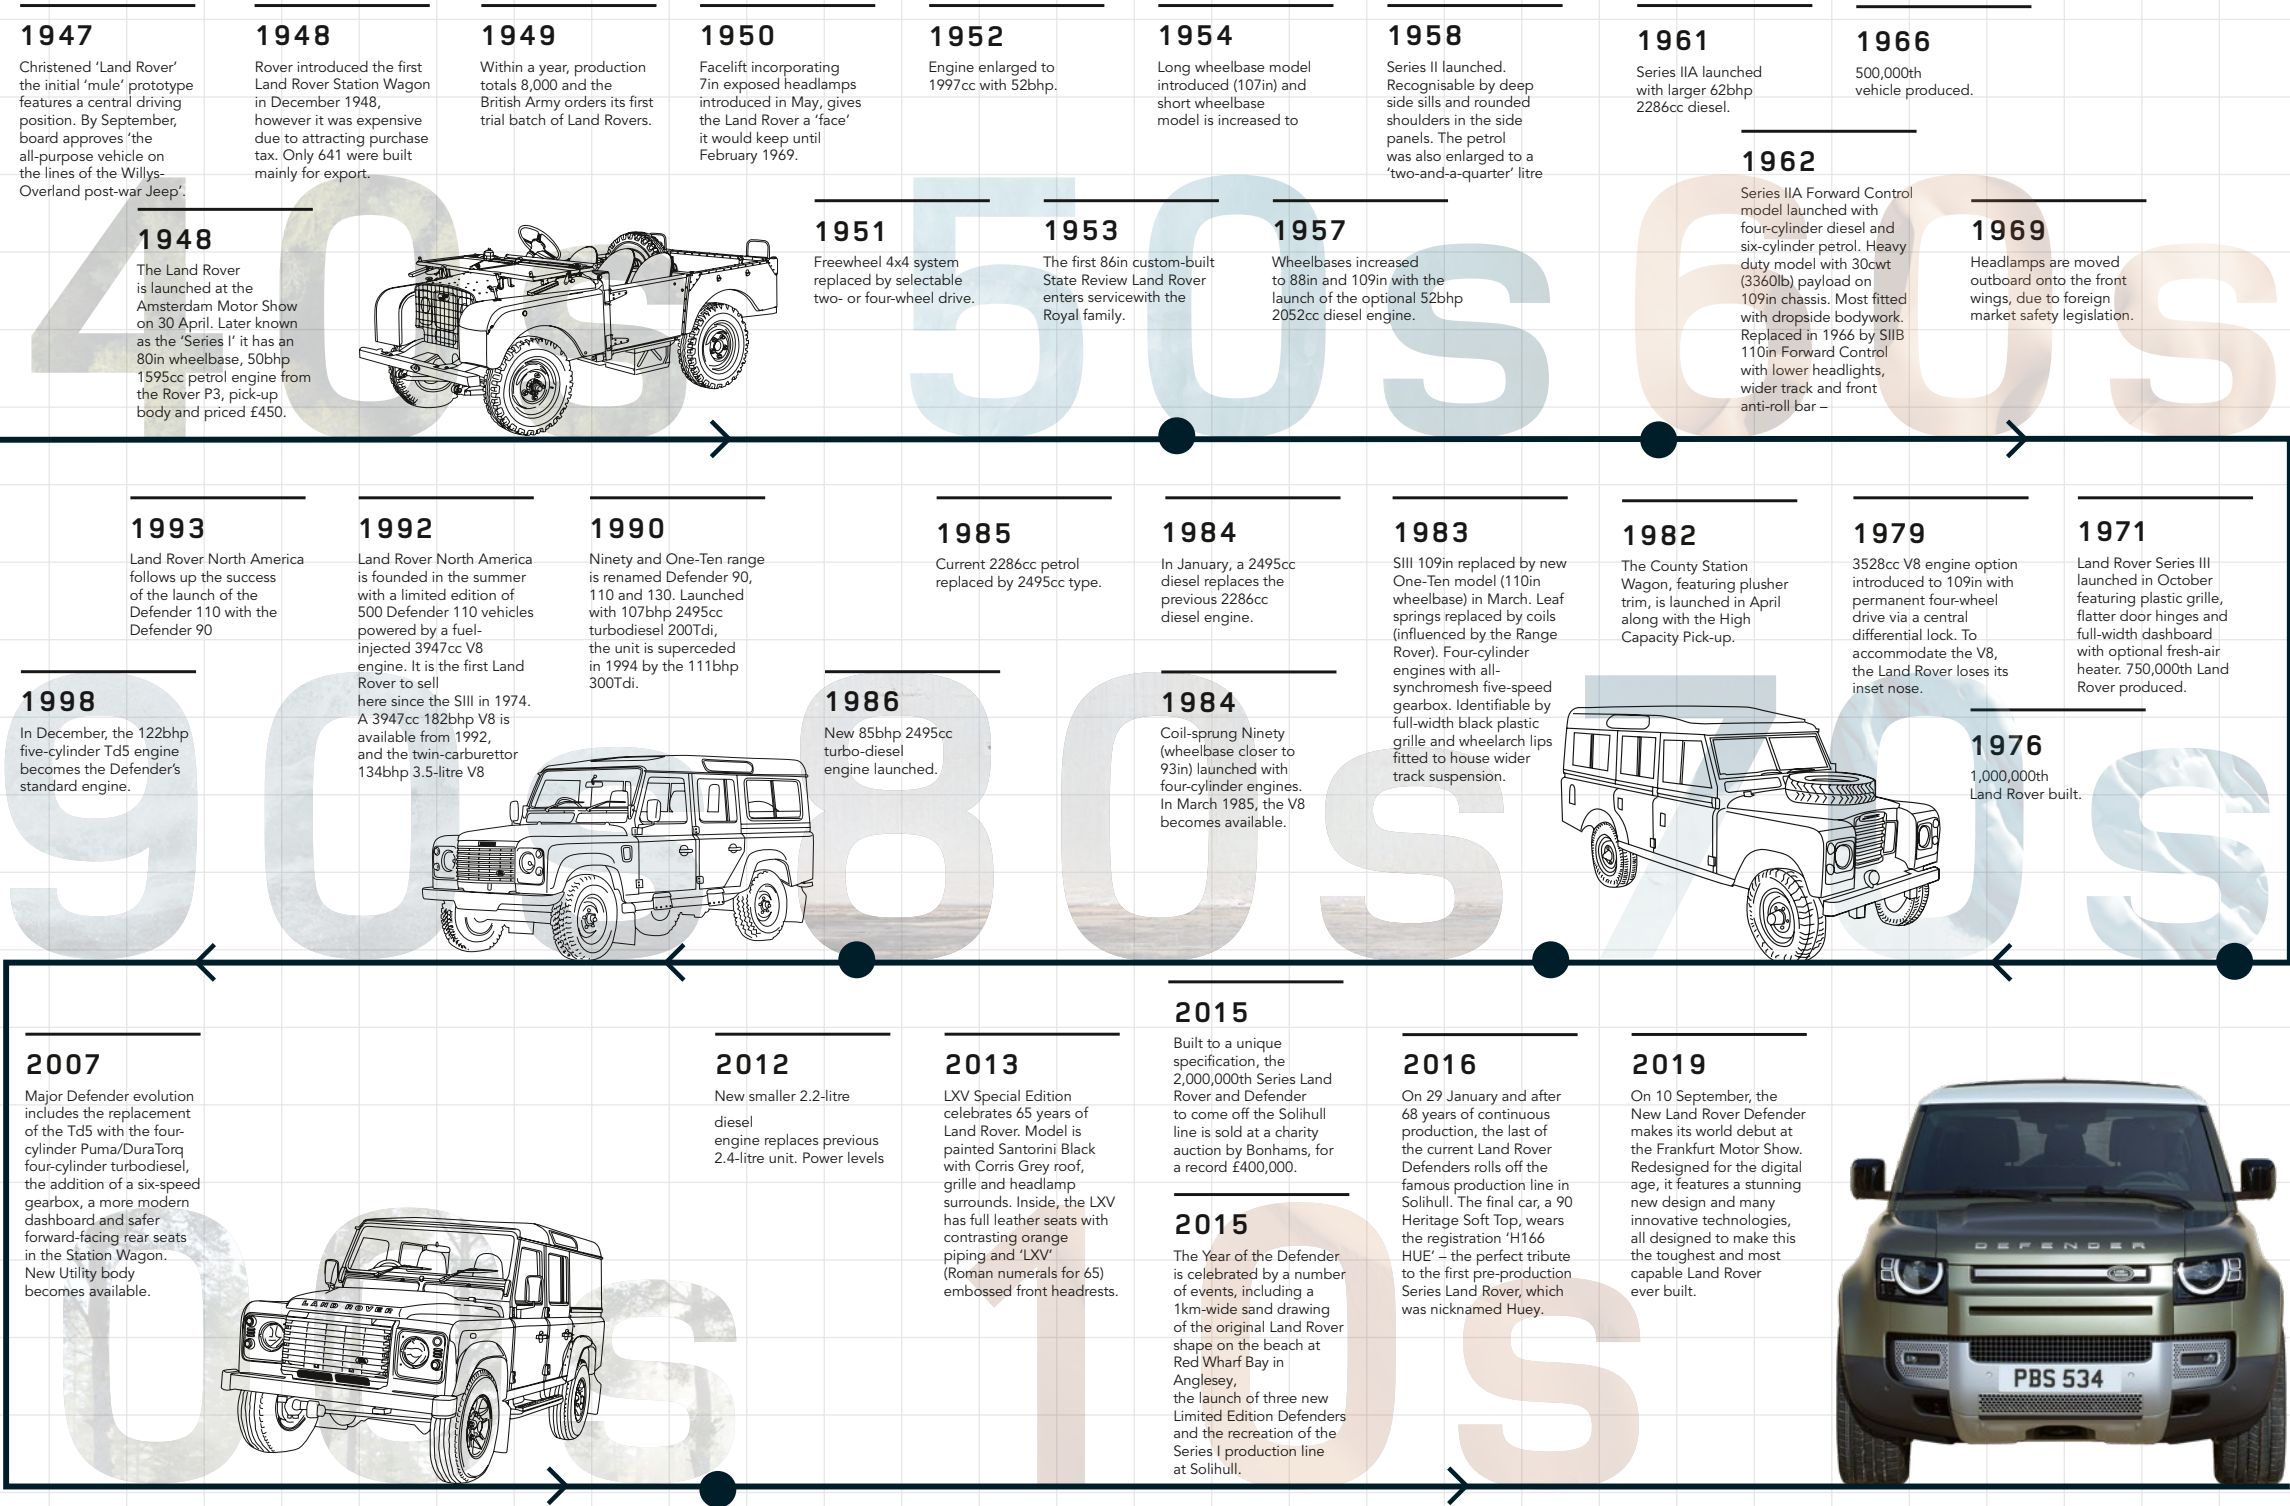 1947
Christened ‘Land Rover’
the initial ‘mule’ prototype
features a central driving
position. By September,
board approves ‘the
all-purpose vehicle on
the lines of the Willys-
Overland post-war Jeep’.
1948
Rover introduced the first
Land Rover Station Wagon
in December 1948,
however it was expensive
due to attracting purchase
tax. Only 641 were built
mainly for export.
1949
Within a year, production
totals 8,000 and the
British Army orders its first
trial batch of Land Rovers.
1950
Facelift incorporating
7in exposed headlamps
introduced in May, gives
the Land Rover a ‘face’
it would keep until
February 1969.
1952
Engine enlarged to
1997cc with 52bhp.
1954
Long wheelbase model
introduced (107in) and
short wheelbase
model is increased to
1958
Series II launched.
Recognisable by deep
side sills and rounded
shoulders in the side
panels. The petrol
was also enlarged to a
‘two-and-a-quarter’ litre
1961
Series IIA launched
with larger 62bhp
2286cc diesel.
1966
500,000th
vehicle produced.
1948
The Land Rover
is launched at the
Amsterdam Motor Show
on 30 April. Later known
as the ‘Series I’ it has an
80in wheelbase, 50bhp
1595cc petrol engine from
the Rover P3, pick-up
body and priced £450.
1951
Freewheel 4x4 system
replaced by selectable
two- or four-wheel drive.
1953
The first 86in custom-built
State Review Land Rover
enters servicewith the
Royal family.
1957
Wheelbases increased
to 88in and 109in with the
launch of the optional 52bhp
2052cc diesel engine.
1962
Series IIA Forward Control
model launched with
four-cylinder diesel and
six-cylinder petrol. Heavy
duty model with 30cwt
(3360lb) payload on
109in chassis. Most fitted
with dropside bodywork.
Replaced in 1966 by SIIB
110in Forward Control
with lower headlights,
wider track and front
anti-roll bar –
1969
Headlamps are moved
outboard onto the front
wings, due to foreign
market safety legislation.
40s
50s
60s
1993
Land Rover North America
follows up the success
of the launch of the
Defender 110 with the
Defender 90
1992
Land Rover North America
is founded in the summer
with a limited edition of
500 Defender 110 vehicles
powered by a fuel-
injected 3947cc V8
engine. It is the first Land
Rover to sell
here since the SIII in 1974.
A 3947cc 182bhp V8 is
available from 1992,
and the twin-carburettor
134bhp 3.5-litre V8
1990
Ninety and One-Ten range
is renamed Defender 90,
110 and 130. Launched
with 107bhp 2495cc
turbodiesel 200Tdi,
the unit is superceded
in 1994 by the 111bhp
300Tdi.
1985
Current 2286cc petrol
replaced by 2495cc type.
1984
In January, a 2495cc
diesel replaces the
previous 2286cc
diesel engine.
1983
SIII 109in replaced by new
One-Ten model (110in
wheelbase) in March. Leaf
springs replaced by coils
(influenced by the Range
Rover). Four-cylinder
engines with all-
synchromesh five-speed
gearbox. Identifiable by
full-width black plastic
grille and wheelarch lips
fitted to house wider
track suspension.
1982
The County Station
Wagon, featuring plusher
trim, is launched in April
along with the High
Capacity Pick-up.
1979
3528cc V8 engine option
introduced to 109in with
permanent four-wheel
drive via a central
differential lock. To
accommodate the V8,
the Land Rover loses its
inset nose.
1971
Land Rover Series III
launched in October
featuring plastic grille,
flatter door hinges and
full-width dashboard
with optional fresh-air
heater. 750,000th Land
Rover produced.
1998
In December, the 122bhp
five-cylinder Td5 engine
becomes the Defender’s
standard engine.
1986
New 85bhp 2495cc
turbo-diesel
engine launched.
1984
Coil-sprung Ninety
(wheelbase closer to
93in) launched with
four-cylinder engines.
In March 1985, the V8
becomes available.
1976
1,000,000th
Land Rover built.
90s
80s
70s
2007
Major Defender evolution
includes the replacement
of the Td5 with the four-
cylinder Puma/DuraTorq
four-cylinder turbodiesel,
the addition of a six-speed
gearbox, a more modern
dashboard and safer
forward-facing rear seats
in the Station Wagon.
New Utility body
becomes available.
2012
New smaller 2.2-litre
diesel
engine replaces previous
2.4-litre unit. Power levels
2013
LXV Special Edition
celebrates 65 years of
Land Rover. Model is
painted Santorini Black
with Corris Grey roof,
grille and headlamp
surrounds. Inside, the LXV
has full leather seats with
contrasting orange
piping and ‘LXV’
(Roman numerals for 65)
embossed front headrests.
2015
Built to a unique
specification, the
2,000,000th Series Land
Rover and Defender
to come off the Solihull
line is sold at a charity
auction by Bonhams, for
a record £400,000.
2015
The Year of the Defender
is celebrated by a number
of events, including a
1km-wide sand drawing
of the original Land Rover
shape on the beach at
Red Wharf Bay in
Anglesey,
the launch of three new
Limited Edition Defenders
and the recreation of the
Series I production line
at Solihull.
2016
On 29 January and after
68 years of continuous
production, the last of
the current Land Rover
Defenders rolls off the
famous production line in
Solihull. The final car, a 90
Heritage Soft Top, wears
the registration ‘H166
HUE’ – the perfect tribute
to the first pre-production
Series Land Rover, which
was nicknamed Huey.
2019
On 10 September, the
New Land Rover Defender
makes its world debut at
the Frankfurt Motor Show.
Redesigned for the digital
age, it features a stunning
new design and many
innovative technologies,
all designed to make this
the toughest and most
capable Land Rover
ever built.
00s
10s
LAND ROVER
DEFENDER
PBS 534